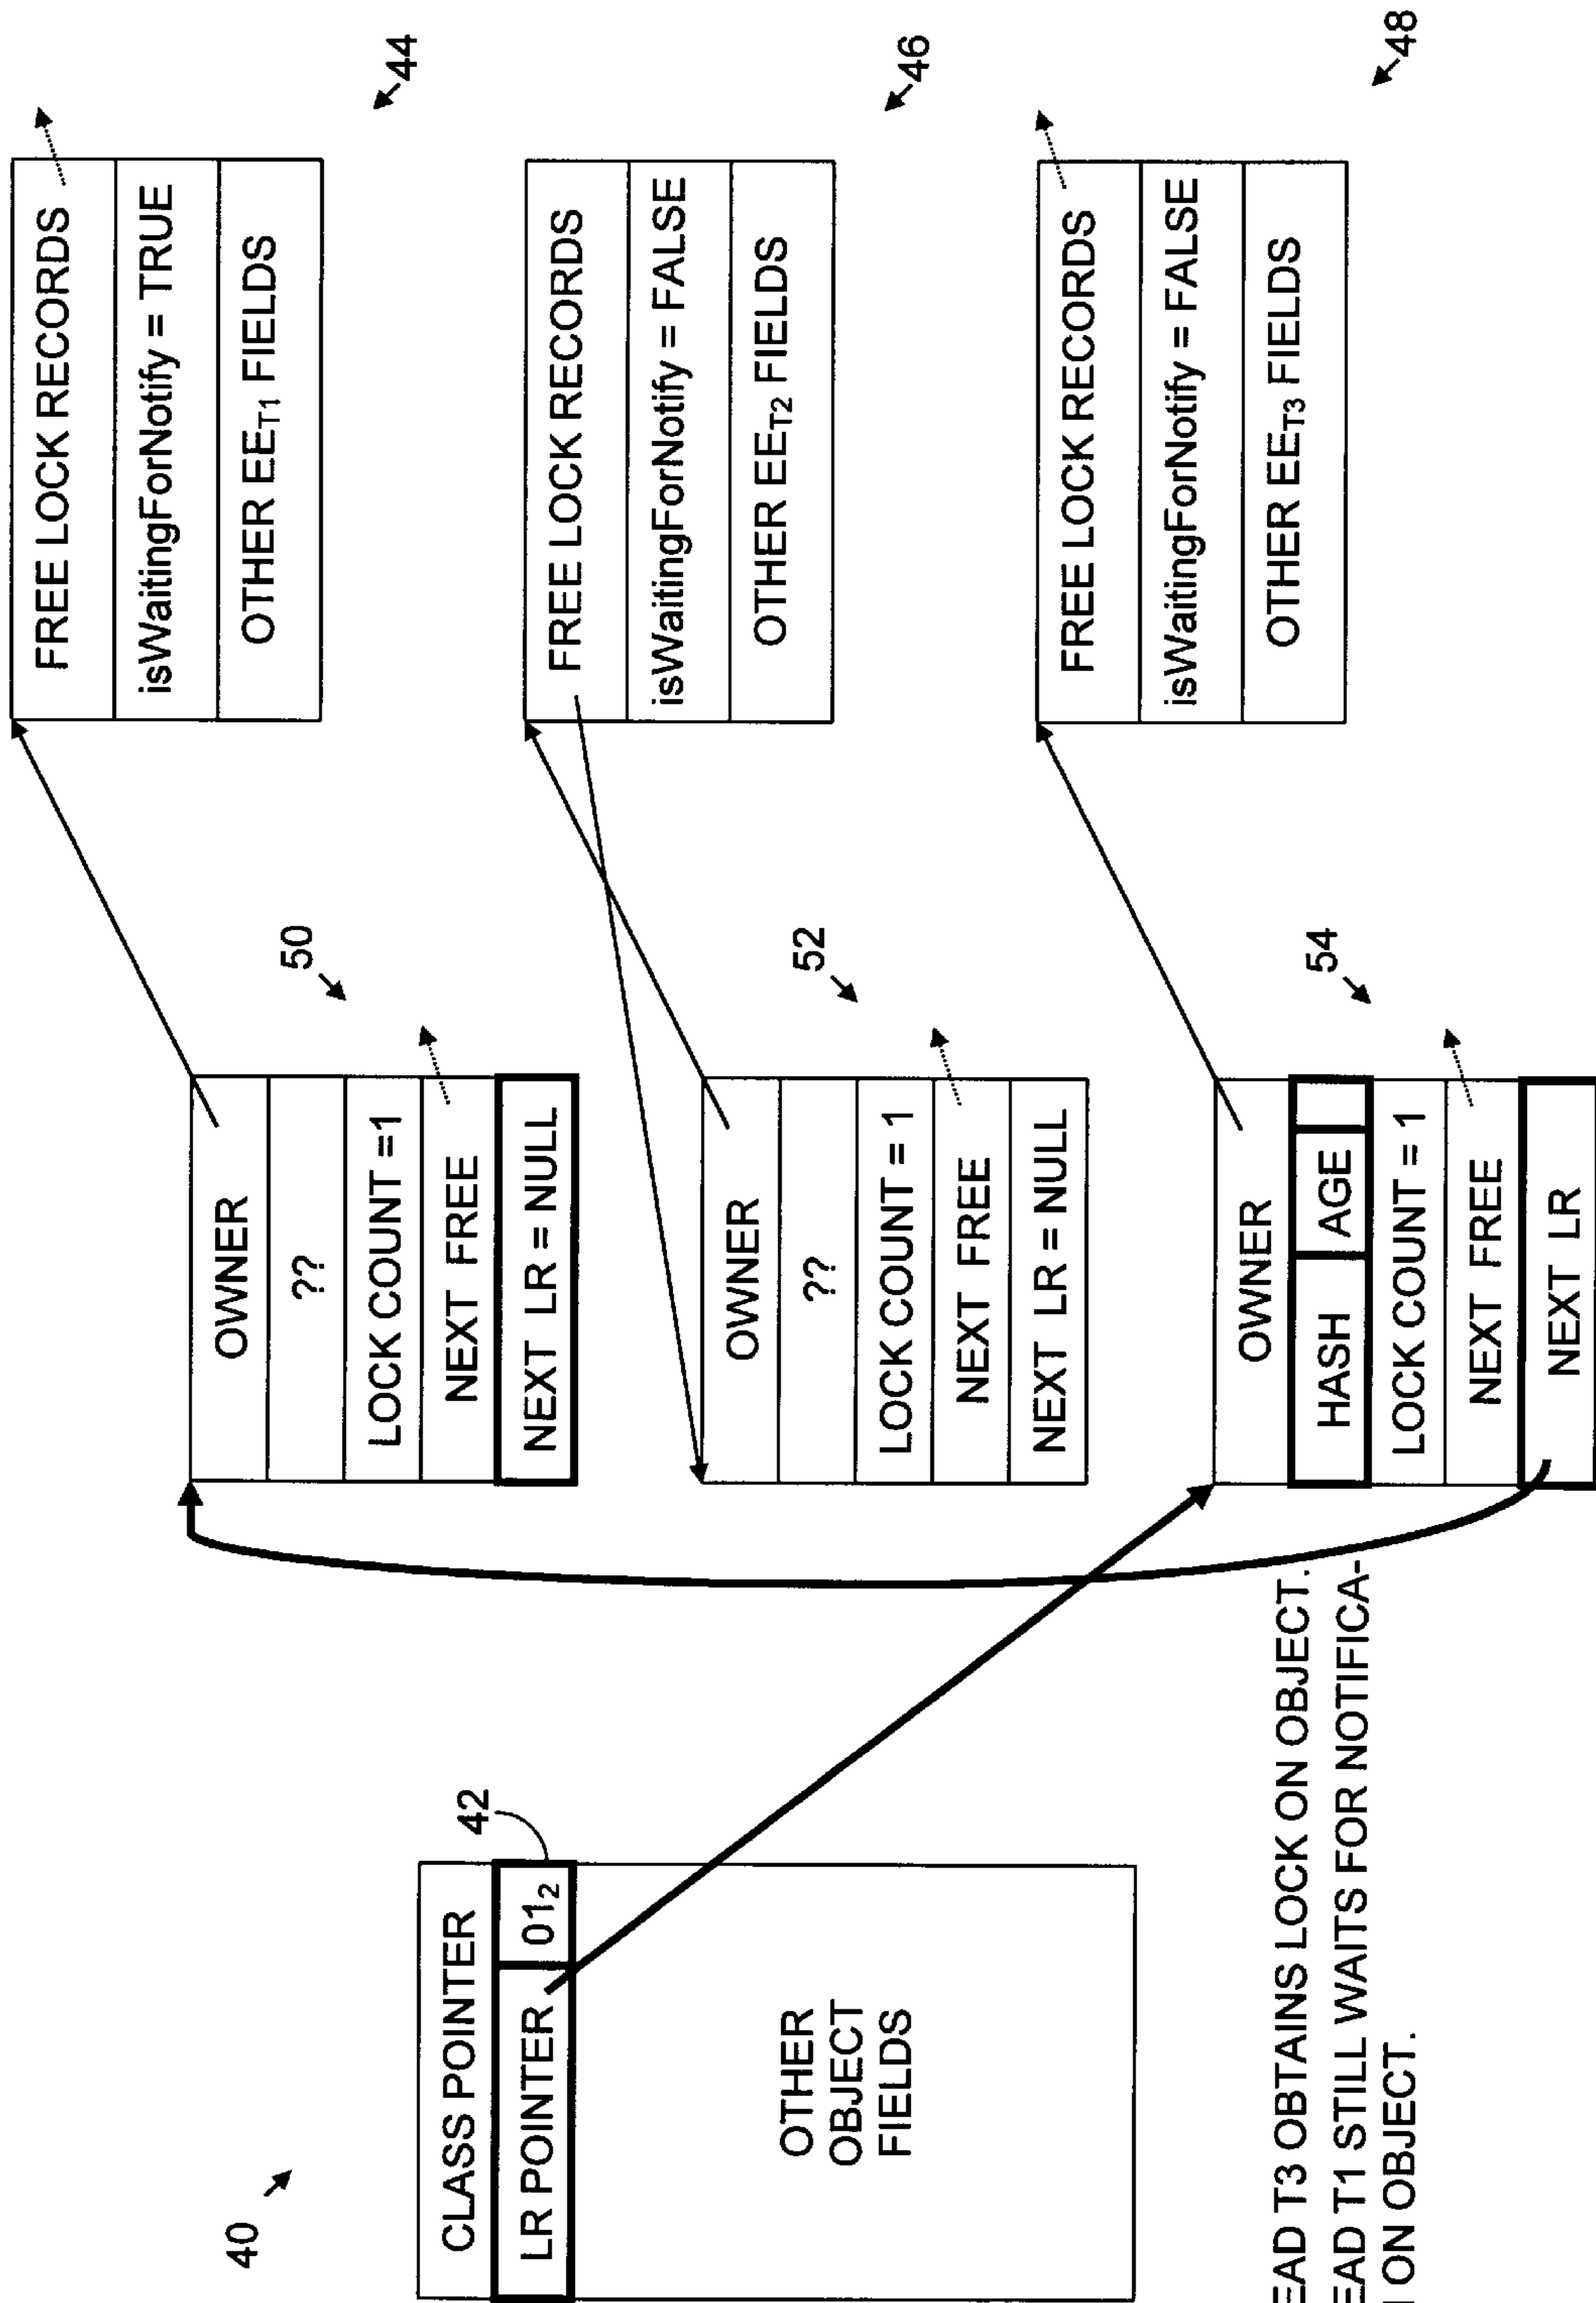 40
CLASS POINTER
LR POINTER
01₂
42
OTHER
OBJECT
FIELDS
EAD T3 OBTAINS LOCK ON OBJECT.
EAD T1 STILL WAITS FOR NOTIFICA-
ON OBJECT.
50
OWNER
??
LOCK COUNT =1
NEXT FREE
NEXT LR = NULL
52
OWNER
??
LOCK COUNT = 1
NEXT FREE
NEXT LR = NULL
54
OWNER
HASH
AGE
LOCK COUNT = 1
NEXT FREE
NEXT LR
FREE LOCK RECORDS
isWaitingForNotify = TRUE
OTHER EE_T1 FIELDS
44
FREE LOCK RECORDS
isWaitingForNotify = FALSE
OTHER EE_T2 FIELDS
46
FREE LOCK RECORDS
isWaitingForNotify = FALSE
OTHER EE_T3 FIELDS
48